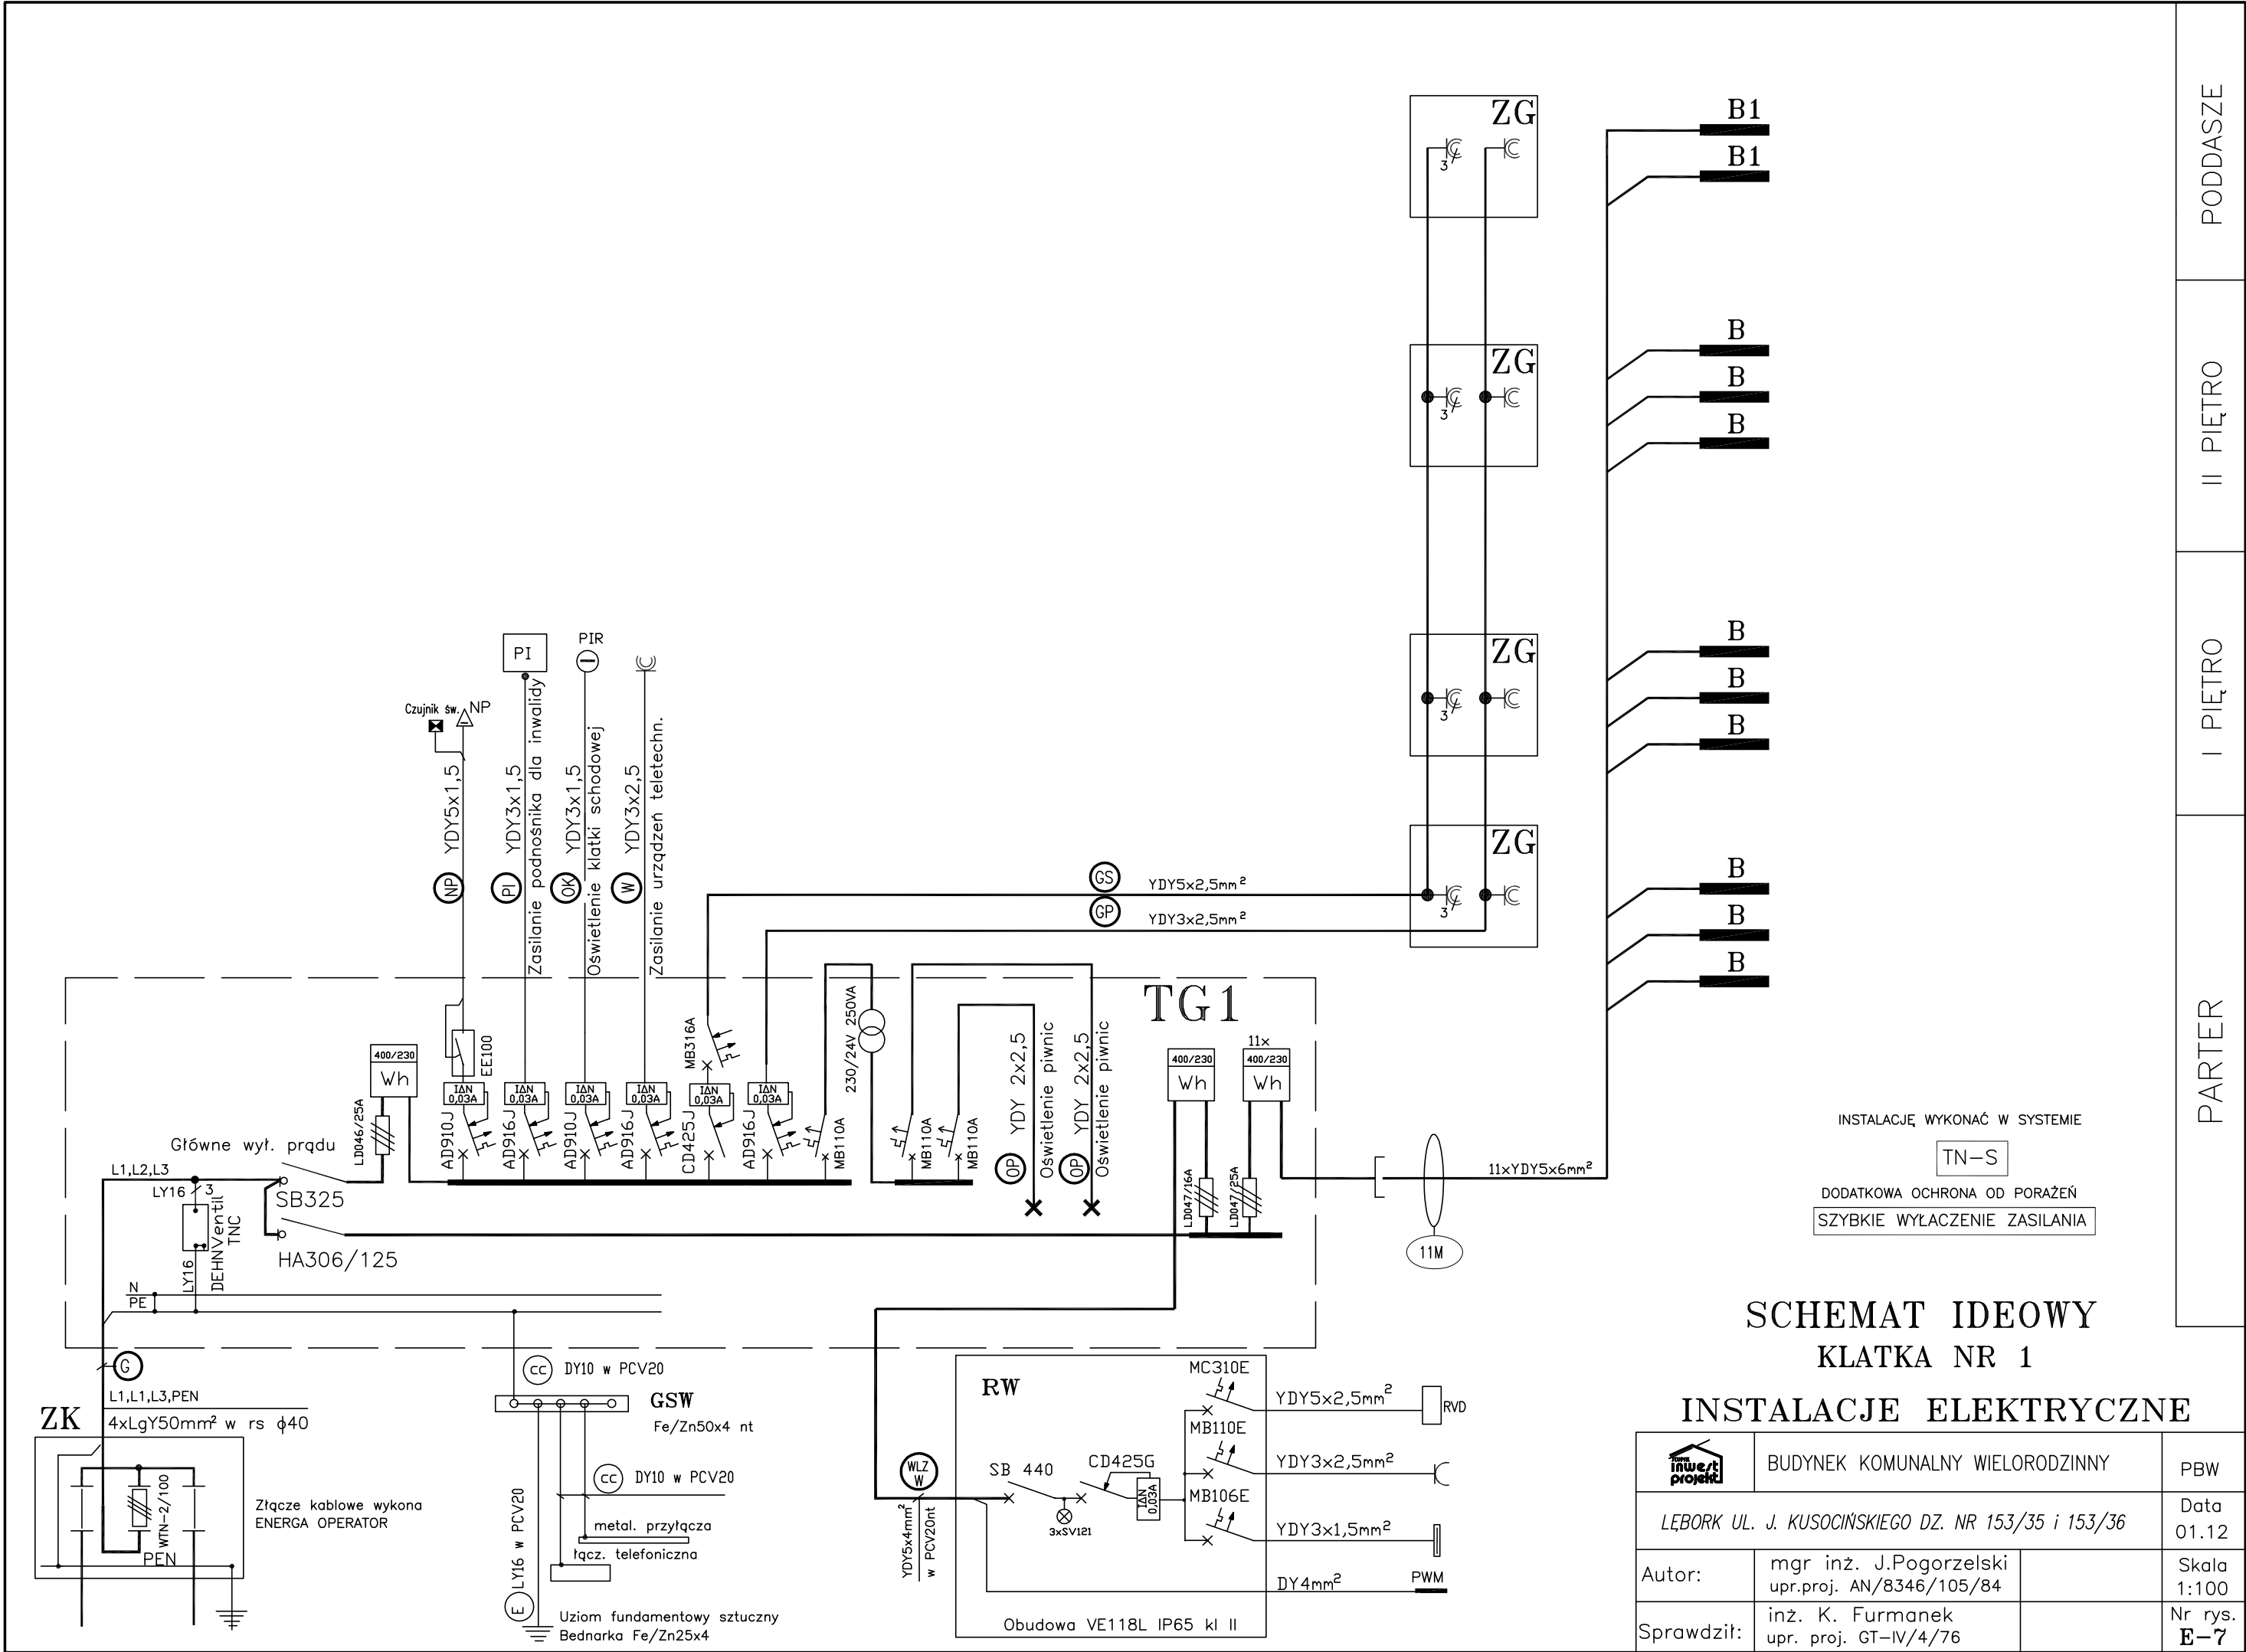 ZG
3
B1
B1
PODDASZE
ZG
3
B
B
B
II PIĘTRO
ZG
3
B
B
B
I PIĘTRO
ZG
3
B
B
B
PARTER
PI
PIR
Czujnik św.
NP
YDY5x1,5
NP
YDY3x1,5
PI
Zasilanie podnośnika dla inwalidy
YDY3x1,5
OK
Oświetlenie klatki schodowej
YDY3x2,5
W
Zasilanie urządzeń teletechn.
GS
YDY5x2,5mm²
GP
YDY3x2,5mm²
TG1
400/230
Wh
LD046/25A
EE100
IΔN
0,03A
AD910J
IΔN
0,03A
AD916J
IΔN
0,03A
AD910J
IΔN
0,03A
AD916J
MB316A
IΔN
0,03A
CD425J
IΔN
0,03A
AD916J
MB110A
230/24V 250VA
MB110A
MB110A
OP
YDY 2x2,5
Oświetlenie piwnic
OP
YDY 2x2,5
Oświetlenie piwnic
400/230
Wh
LD047/16A
11x
400/230
Wh
LD047/25A
11xYDY5x6mm²
11M
Główne wył. prądu
L1,L2,L3
LY16
3
SB325
DEHNVentil
TNC
LY16
HA306/125
N
PE
G
L1,L1,L3,PEN
4xLgY50mm² w rs ϕ40
ZK
WTN-2/100
PEN
Złącze kablowe wykona
ENERGA OPERATOR
CC
DY10 w PCV20
GSW
Fe/Zn50x4 nt
CC
DY10 w PCV20
metal. przyłącza
łącz. telefoniczna
E
LY16 w PCV20
Uziom fundamentowy sztuczny
Bednarka Fe/Zn25x4
WLZ
W
YDY5x4mm²
w PCV20nt
RW
SB 440
3xSV121
CD425G
IΔN
0,03A
MC310E
YDY5x2,5mm²
RVD
MB110E
YDY3x2,5mm²
MB106E
YDY3x1,5mm²
DY4mm²
PWM
Obudowa VE118L IP65 kl II
INSTALACJĘ WYKONAĆ W SYSTEMIE
TN-S
DODATKOWA OCHRONA OD PORAŻEŃ
SZYBKIE WYŁACZENIE ZASILANIA
SCHEMAT IDEOWY
KLATKA NR 1
INSTALACJE ELEKTRYCZNE
inwest
projekt
BUDYNEK KOMUNALNY WIELORODZINNY
PBW
LĘBORK UL. J. KUSOCIŃSKIEGO DZ. NR 153/35 i 153/36
Data
01.12
Autor:
mgr inż. J.Pogorzelski
upr.proj. AN/8346/105/84
Skala
1:100
Sprawdził:
inż. K. Furmanek
upr. proj. GT-IV/4/76
Nr rys.
E-7